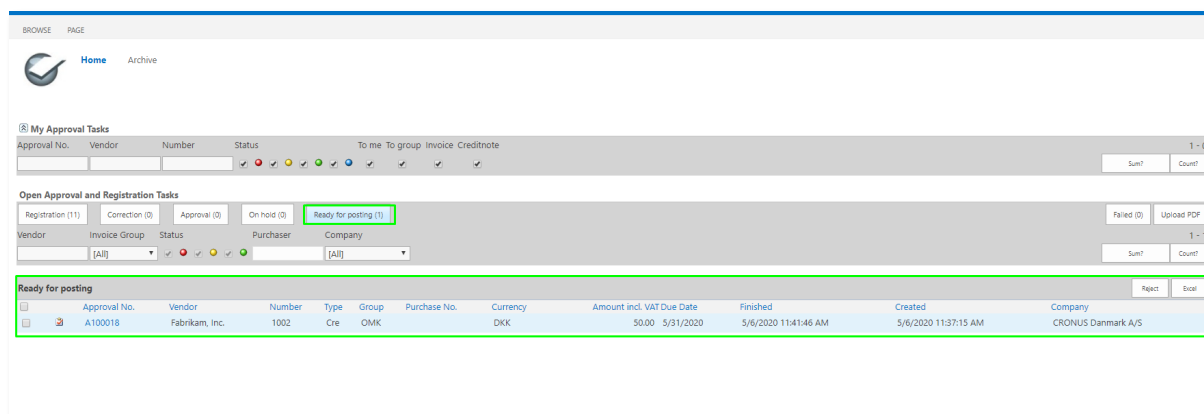 BROWSE PAGE
Home Archive
My Approval Tasks
Approval No. Vendor Number Status To me To group Invoice Creditnote 1 - 0
Sum? Count?
Open Approval and Registration Tasks
Registration (11) Correction (0) Approval (0) On hold (0) Ready for posting (1) Failed (0) Upload PDF
Vendor Invoice Group Status Purchaser Company 1 - 1
[All] [All] Sum? Count?
Ready for posting Reject Excel
Approval No. Vendor Number Type Group Purchase No. Currency Amount incl. VAT Due Date Finished Created Company
A100018 Fabrikam, Inc. 1002 Cre OMK DKK 50.00 5/31/2020 5/6/2020 11:41:46 AM 5/6/2020 11:37:15 AM CRONUS Danmark A/S